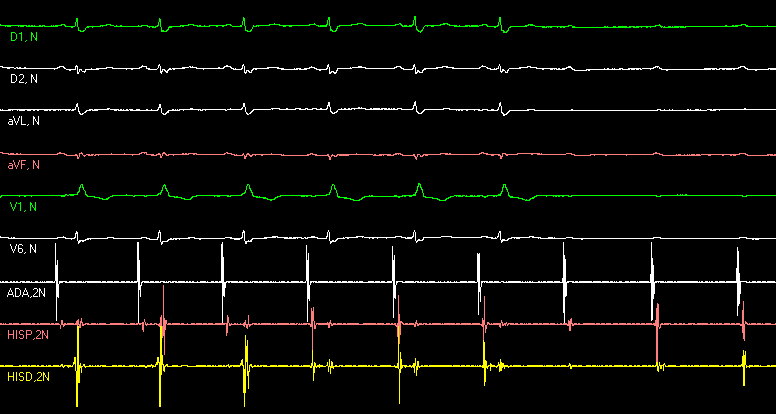 D1, N
D2, N
aVL, N
aVF, N
V1, N
V6, N
ADA,2N
HISP,2N
HISD,2N